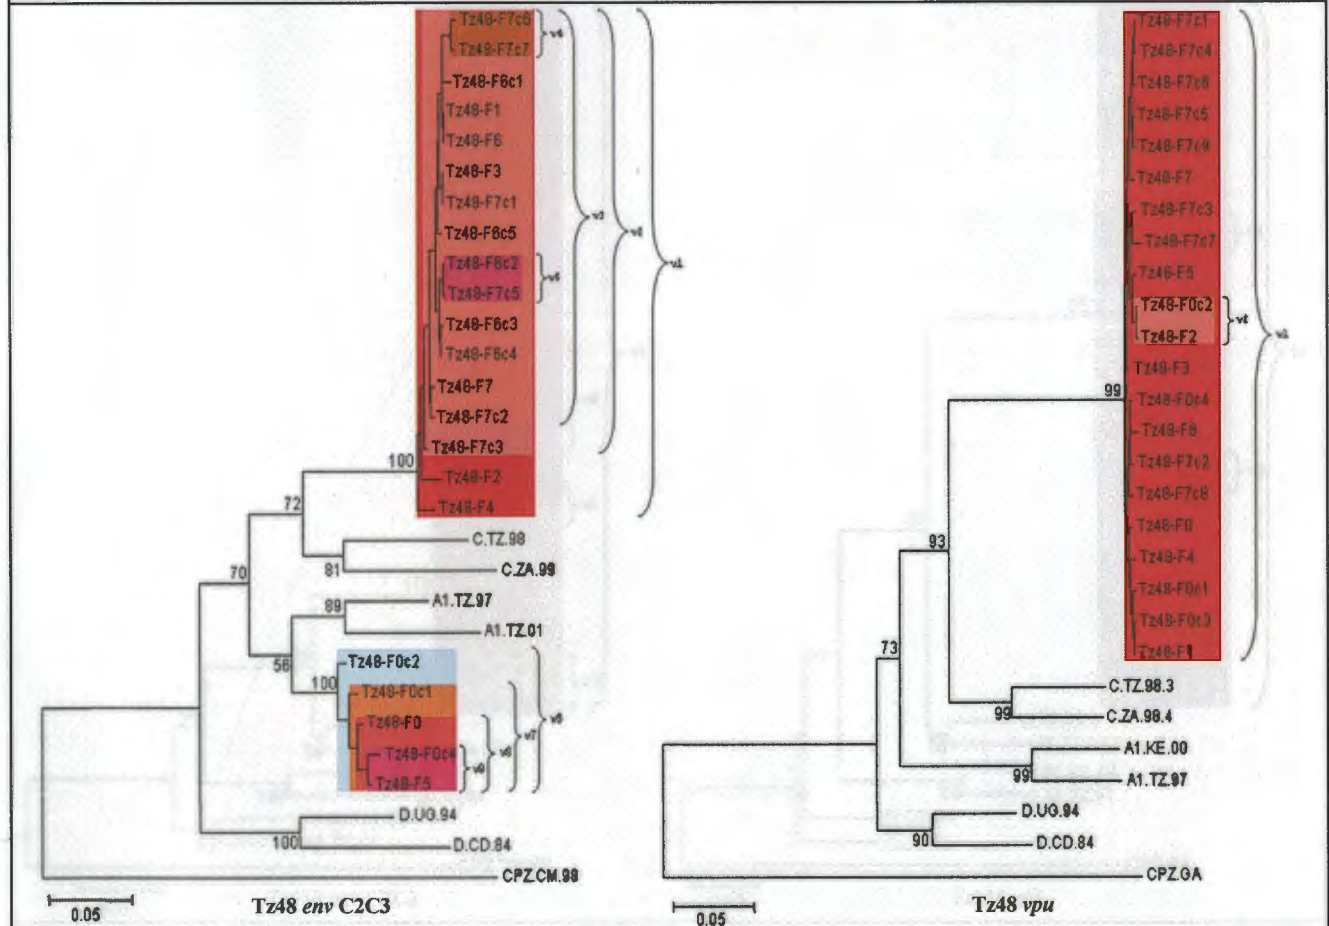 Tz48-F7c6
Tz48-F7c7
v4
Tz48-F6c1
Tz48-F1
Tz48-F6
Tz48-F3
Tz48-F7c1
Tz48-F6c5
Tz48-F6c2
Tz48-F7c5
Tz48-F6c3
Tz48-F6c4
Tz48-F7
Tz48-F7c2
Tz48-F7c3
100
Tz48-F2
Tz48-F4
v1
72
C.TZ.98
81
C.ZA.99
70
89
A1.TZ.97
A1.TZ.01
56
Tz48-F0c2
100
Tz48-F0c1
Tz48-F0
Tz48-F0c4
Tz48-F5
v7
D.UG.94
100
D.CD.84
CPZ.CM.98
0.05
Tz48 env C2C3
Tz48-F7c1
Tz48-F7c4
Tz48-F7c6
Tz48-F7c5
Tz48-F7c9
Tz48-F7
Tz48-F7c3
Tz48-F7c7
Tz48-F5
Tz48-F0c2
Tz48-F2
Tz48-F3
99
Tz48-F0c4
Tz48-F7c2
Tz48-F7c8
Tz48-F4
Tz48-F0c1
Tz48-F0c3
Tz48-F1
93
73
C.TZ.98.3
99
C.ZA.98.4
A1.KE.00
99
A1.TZ.97
D.UG.94
90
D.CD.84
CPZ.GA
0.05
Tz48 vpu